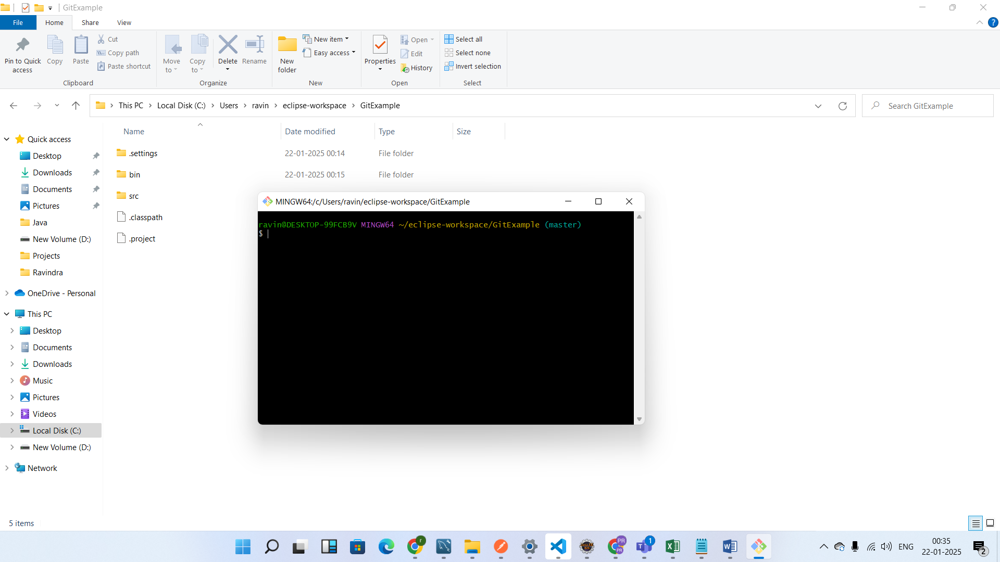 GitExample
File
Home
Share
View
Pin to Quick access
Copy
Paste
Cut
Copy path
Paste shortcut
Clipboard
Move to
Copy to
Delete
Rename
Organize
New folder
New item
Easy access
New
Properties
Open
Edit
History
Open
Select all
Select none
Invert selection
Select
This PC > Local Disk (C:) > Users > ravin > eclipse-workspace > GitExample
Search GitExample
Name Date modified Type Size
.settings 22-01-2025 00:14 File folder
bin 22-01-2025 00:15 File folder
src
.classpath
.project
Quick access
Desktop
Downloads
Documents
Pictures
Java
New Volume (D:)
Projects
Ravindra
OneDrive - Personal
This PC
Desktop
Documents
Downloads
Music
Pictures
Videos
Local Disk (C:)
New Volume (D:)
Network
MINGW64:/c/Users/ravin/eclipse-workspace/GitExample
ravin@DESKTOP-99FCB9V MINGW64 ~/eclipse-workspace/GitExample (master)
$
5 items
r
PR
PR
1
ENG
00:35
22-01-2025
2